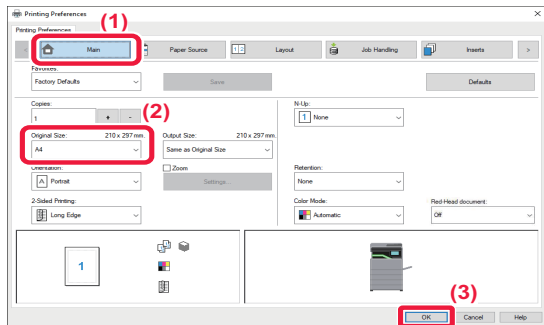 Printing Preferences
(1)
Printing Preferences
Main
Paper Source
Layout
Job Handling
Inserts
Favorites:
Factory Defaults
Save
Defaults
Copies:
1
+
-
(2)
N-Up:
1 None
Original Size: 210 x 297 mm.
A4
Output Size: 210 x 297 mm.
Same as Original Size
Orientation:
A Portrait
Zoom
Settings...
Retention:
None
2-Sided Printing:
Long Edge
Color Mode:
Automatic
Red-Head document:
Off
1
(3)
OK
Cancel
Help